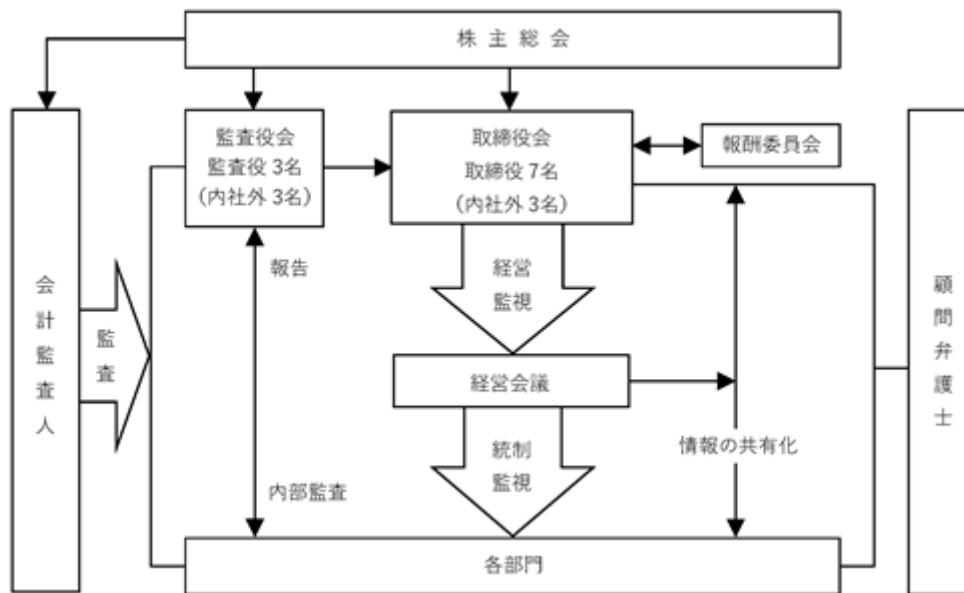 株主総会
監査役会
監査役 3名
（内社外 3名）
取締役会
取締役 7名
（内社外 3名）
報酬委員会
会計監査人
監査
報告
経営
監視
経営会議
情報の共有化
統制
監視
内部監査
各部門
顧問弁護士